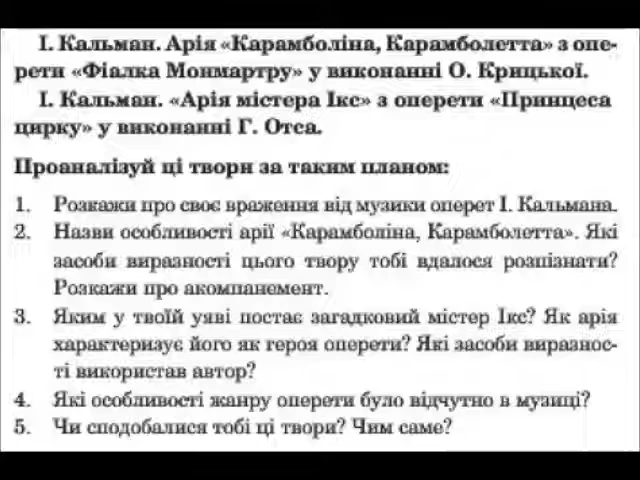 І. Кальман. Арія «Карамболіна, Карамболетта» з опе-
рети «Фіалка Монмартру» у виконанні О. Крицької.
І. Кальман. «Арія містера Ікс» з оперети «Принцеса
цирку» у виконанні Г. Отса.
Проаналізуй ці твори за таким планом:
1. Розкажи про своє враження від музики оперет І. Кальмана.
2. Назви особливості арії «Карамболіна, Карамболетта». Які
засоби виразності цього твору тобі вдалося розпізнати?
Розкажи про акомпанемент.
3. Яким у твоїй уяві постає загадковий містер Ікс? Як арія
характеризує його як героя оперети? Які засоби виразнос-
ті використав автор?
4. Які особливості жанру оперети було відчутно в музиці?
5. Чи сподобалися тобі ці твори? Чим саме?